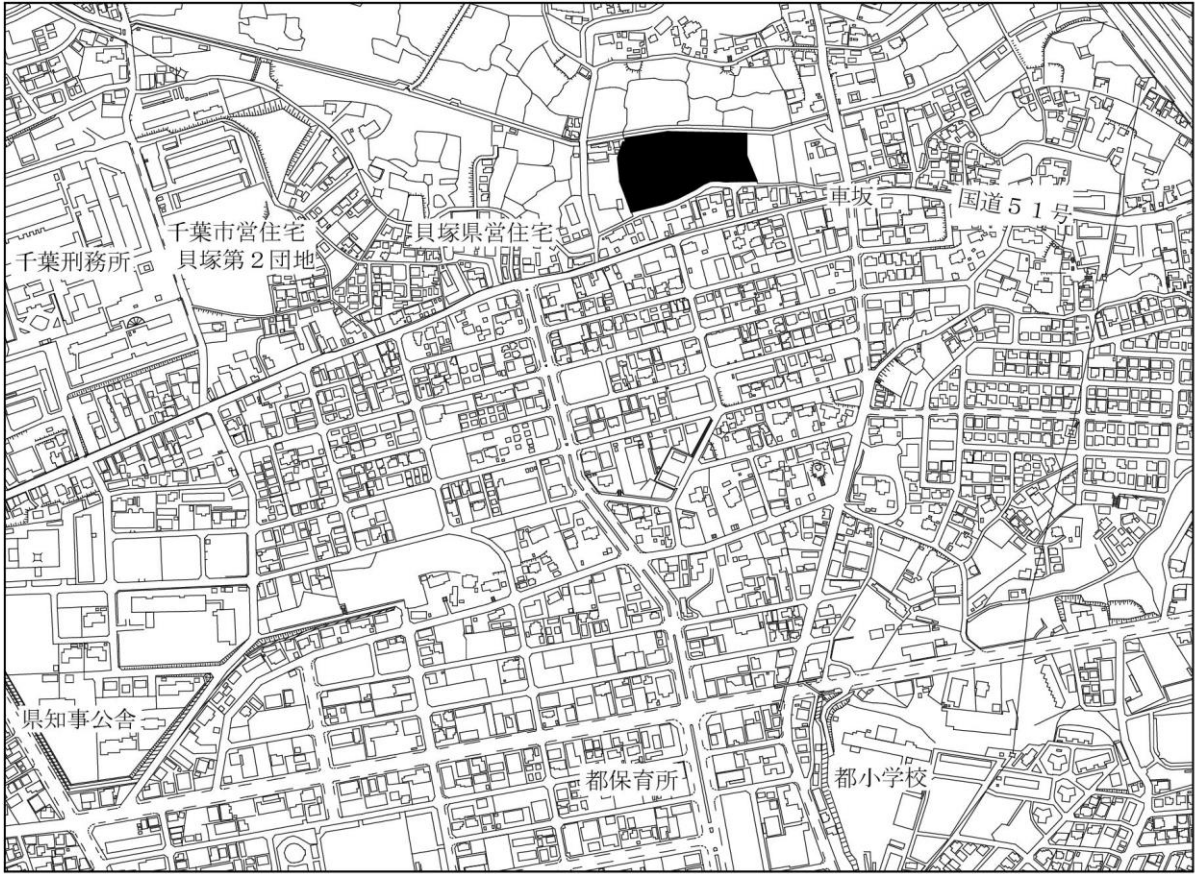 車坂
国道５１号
千葉市営住宅
貝塚第２団地
貝塚県営住宅
千葉刑務所
県知事公舎
都保育所
都小学校